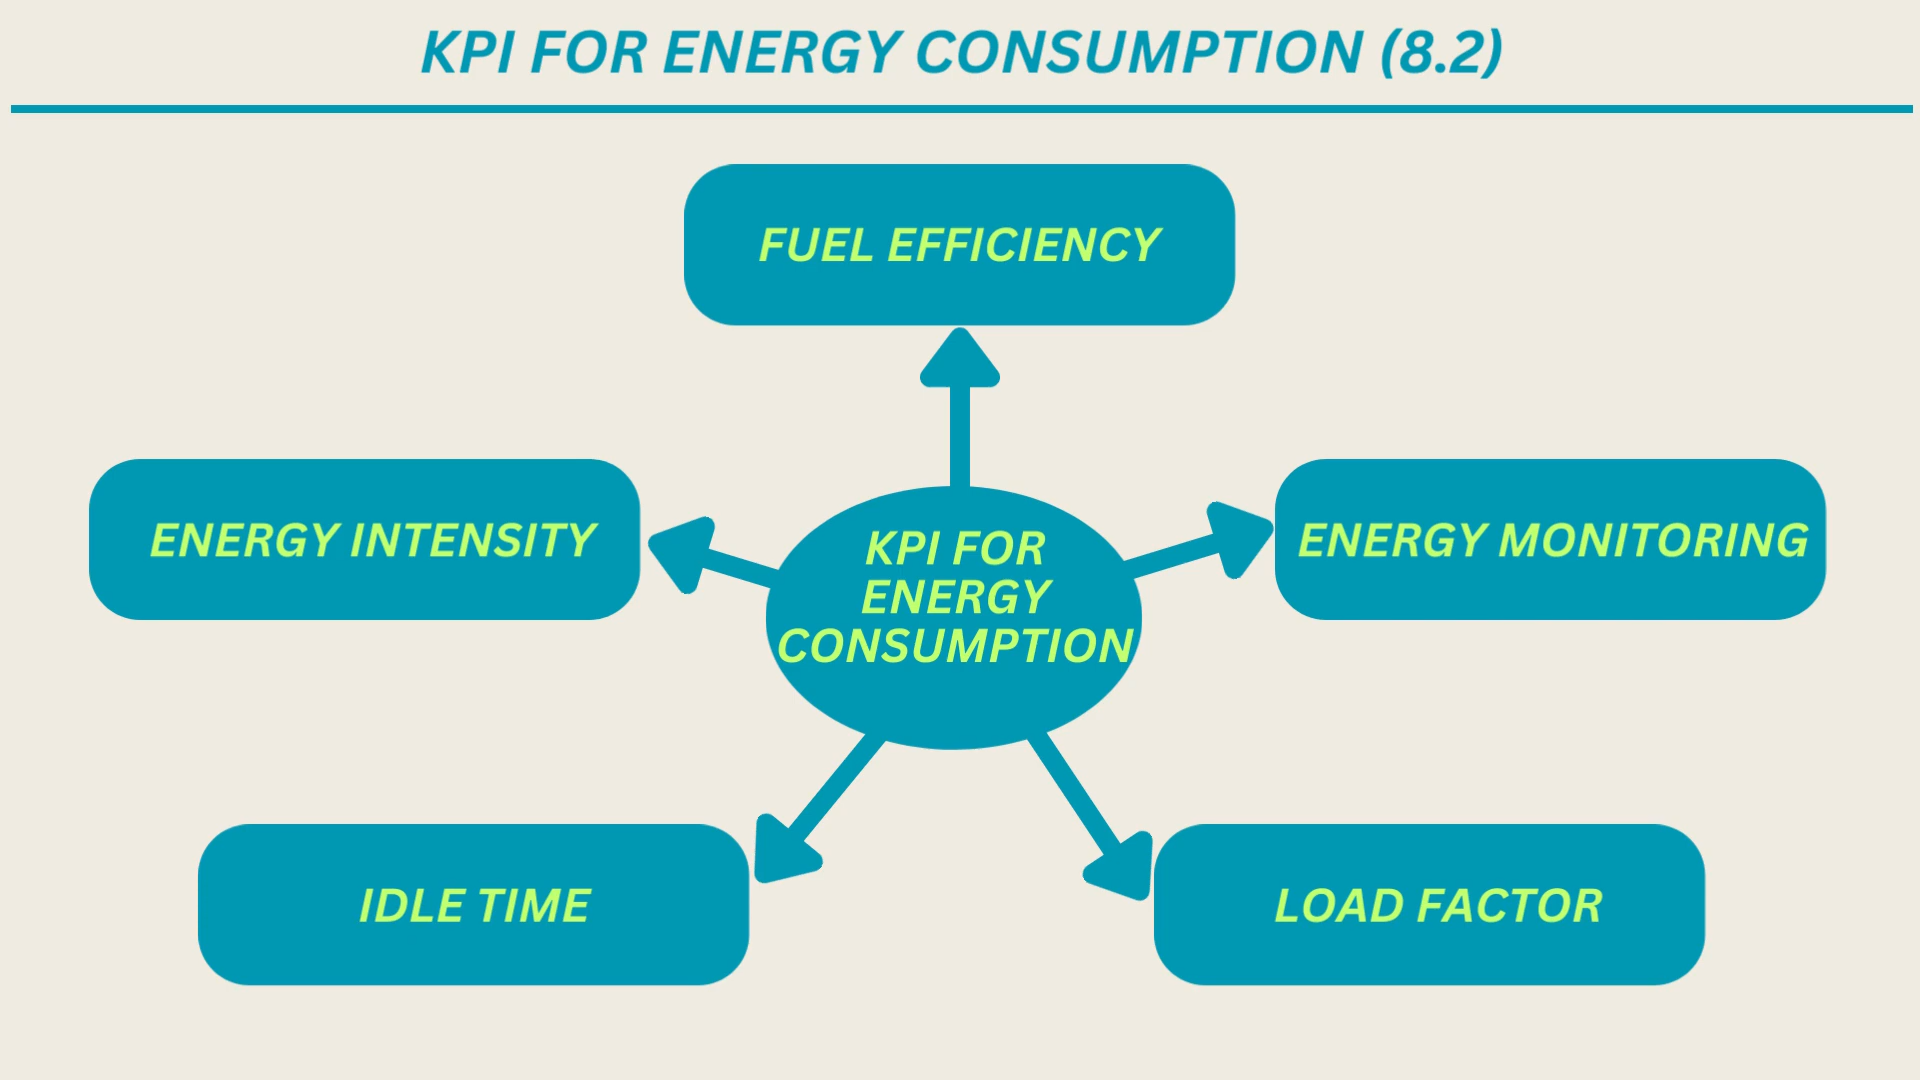 KPI FOR ENERGY CONSUMPTION (8.2)
FUEL EFFICIENCY
ENERGY INTENSITY
KPI FOR
ENERGY
CONSUMPTION
ENERGY MONITORING
IDLE TIME
LOAD FACTOR